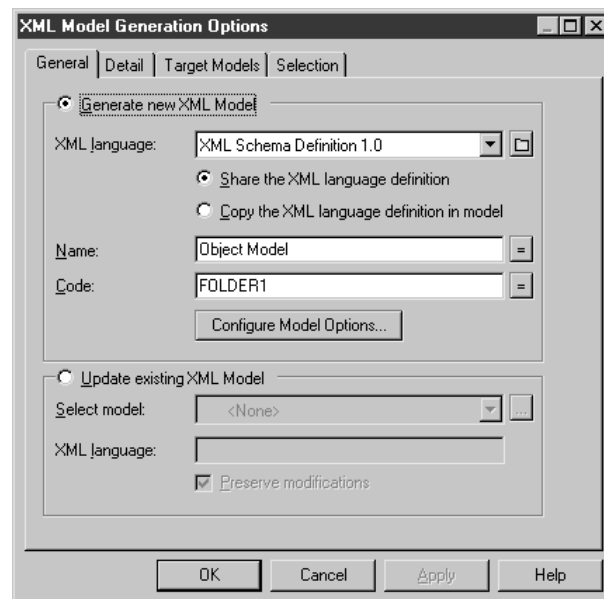 XML Model Generation Options
General Detail Target Models Selection
Generate new XML Model
XML language: XML Schema Definition 1.0
Share the XML language definition
Copy the XML language definition in model
Name: Object Model =
Code: FOLDER1 =
Configure Model Options...
Update existing XML Model
Select model: <None> ...
XML language:
Preserve modifications
OK Cancel Apply Help